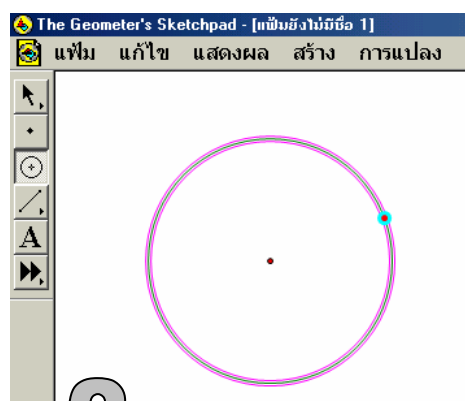 The Geometer's Sketchpad - [แฟ้มยังไม่มีชื่อ 1]
แฟ้ม แก้ไข แสดงผล สร้าง การแปลง
A